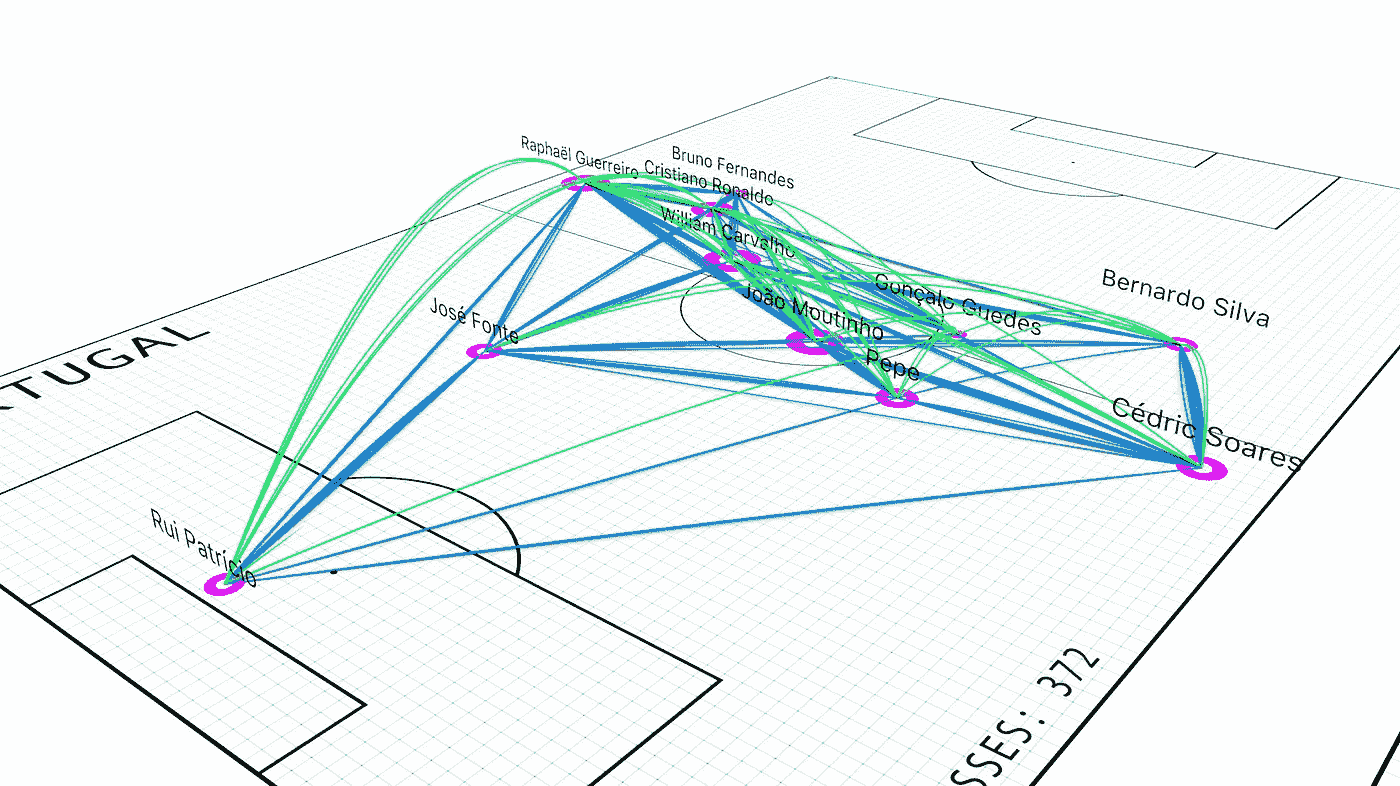 Raphaël Guerreiro
Bruno Fernandes
Cristiano Ronaldo
William Carvalho
Bernardo Silva
Gonçalo Guedes
João Moutinho
José Fonte
Pepe
Cédric Soares
RTUGAL
Rui Patrício
SSES: 372